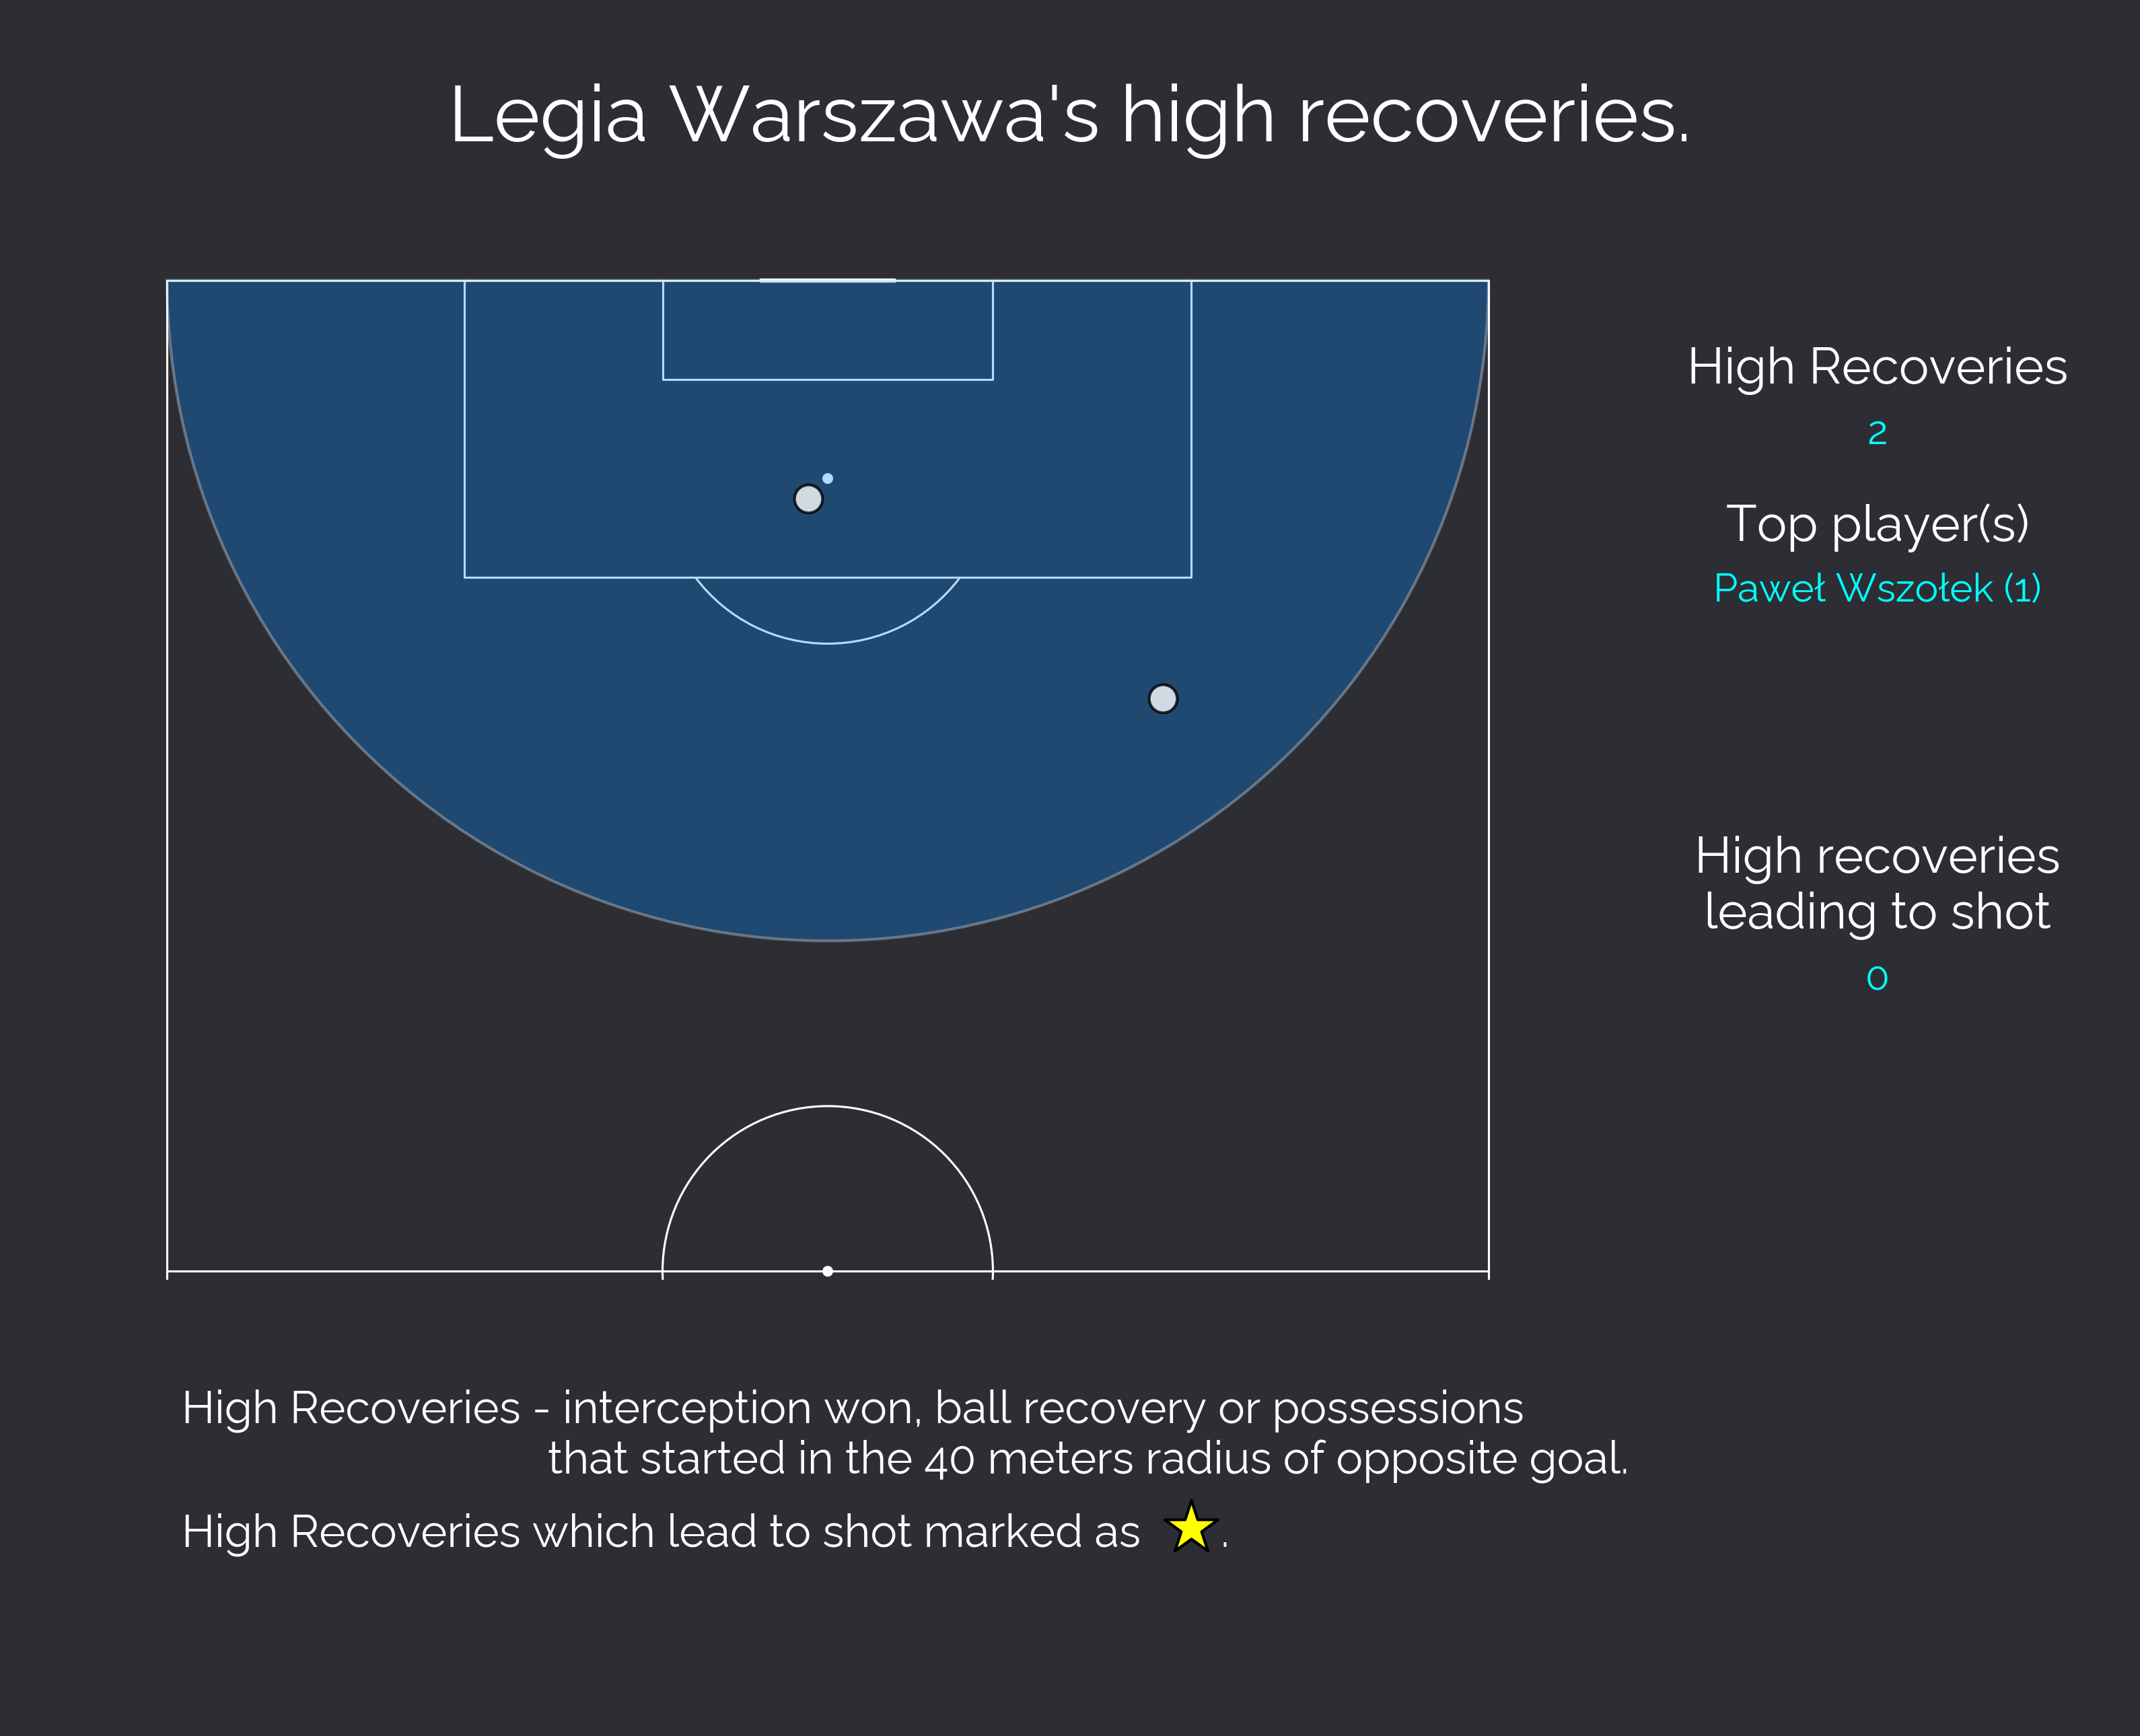 Legia Warszawa's high recoveries.
High Recoveries
2
Top player(s)
Paweł Wszołek (1)
High recoveries
leading to shot
0
High Recoveries - interception won, ball recovery or possessions
that started in the 40 meters radius of opposite goal.
High Recoveries which lead to shot marked as .